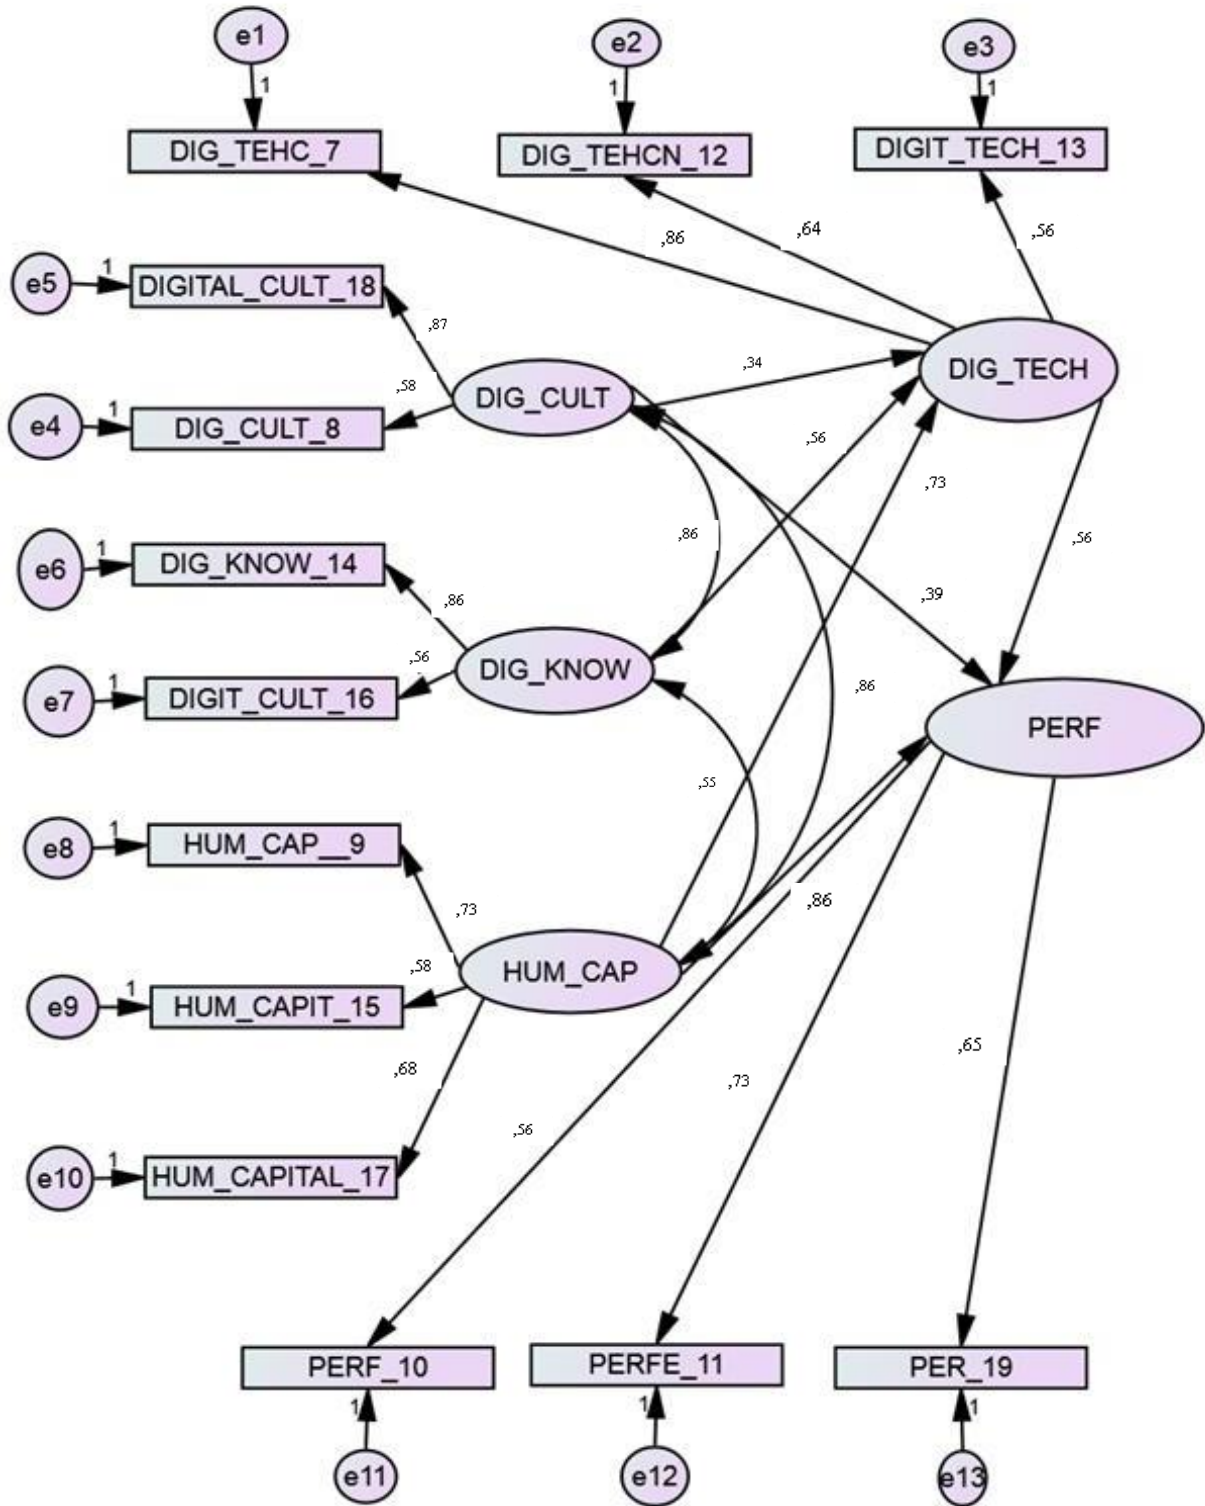 e1
e2
e3
1
1
1
DIG_TEHC_7
DIG_TEHCN_12
DIGIT_TECH_13
,86
,64
,56
e5
1
DIGITAL_CULT_18
,87
,58
e4
1
DIG_CULT_8
DIG_CULT
,34
DIG_TECH
,56
,73
,86
,56
e6
1
DIG_KNOW_14
,86
,39
,56
DIG_KNOW
e7
1
DIGIT_CULT_16
,86
PERF
,55
e8
1
HUM_CAP__9
,73
,86
,58
HUM_CAP
e9
1
HUM_CAPIT_15
,68
,65
,73
,56
e10
1
HUM_CAPITAL_17
PERF_10
PERFE_11
PER_19
1
1
1
e11
e12
e13